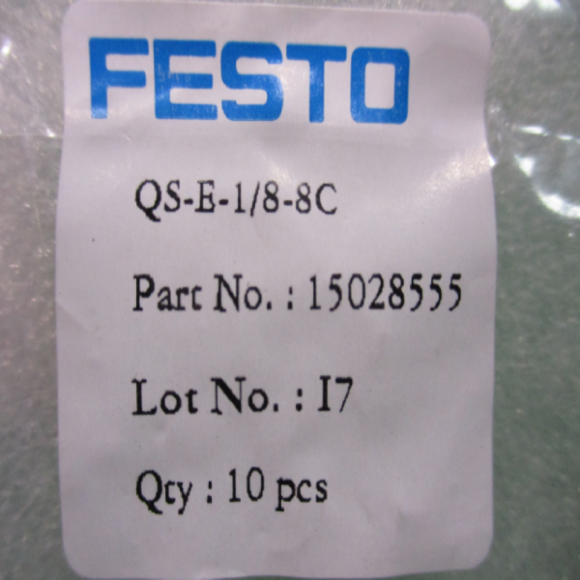 FESTO
QS-E-1/8-8C
Part No. : 15028555
Lot No. : I7
Qty : 10 pcs